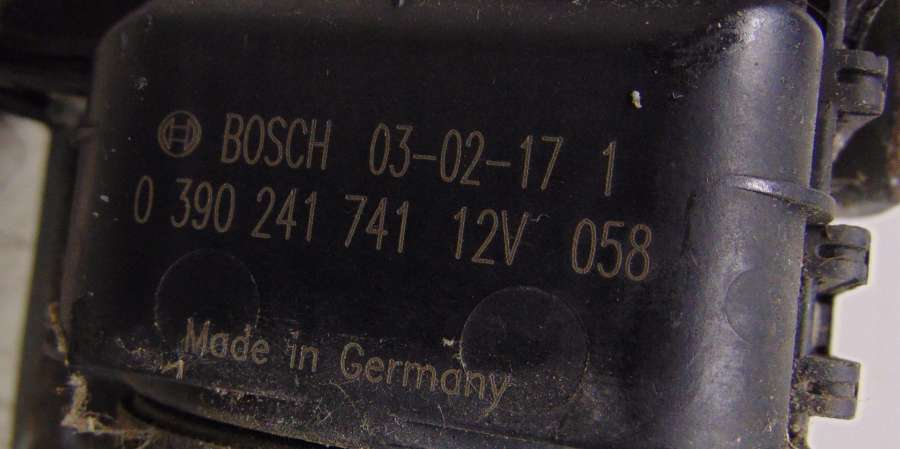 BOSCH 03-02-17 1
0 390 241 741 12V 058
Made in Germany